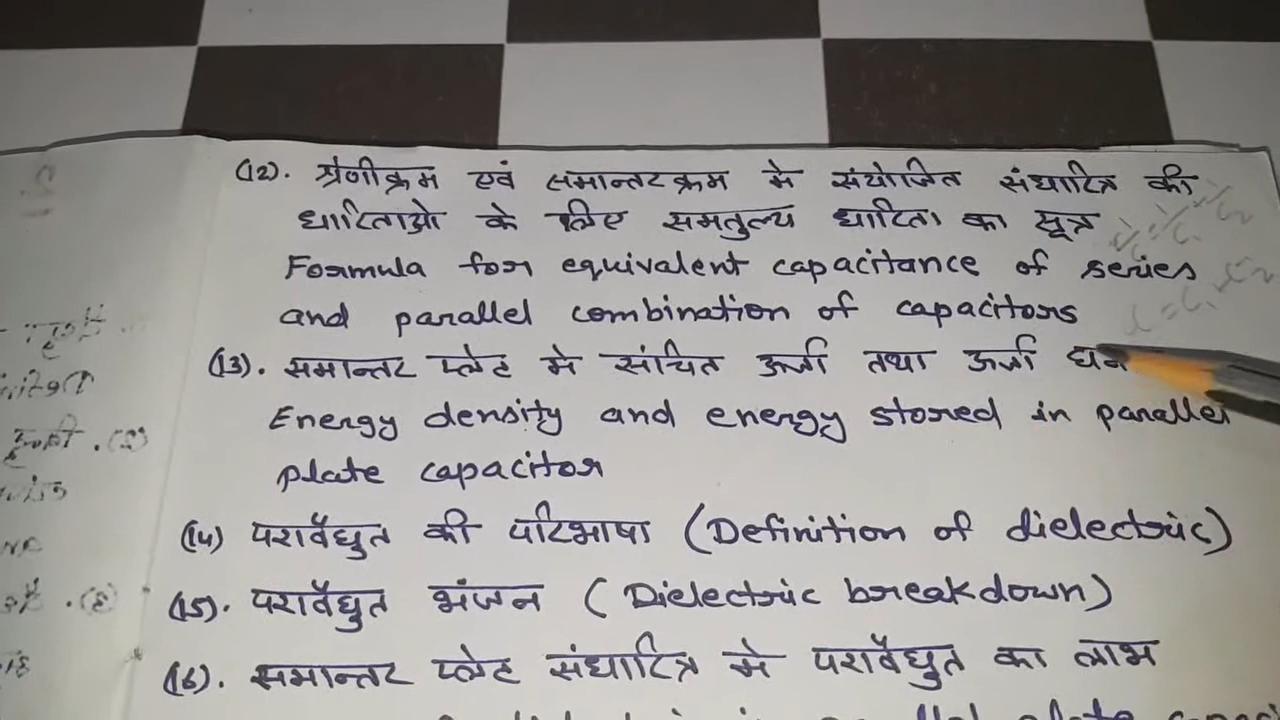 (12). श्रेणीक्रम एवं समान्तरक्रम मे संयोजित संधारित्र की
धारिताओ के लिए समतुल्य धारिता का सूत्र
Formula for equivalent capacitance of series
and parallel combination of capacitors
(13). समान्तर प्लेट मे संचित ऊर्जा तथा ऊर्जा
Energy density and energy stored in parallel
plate capacitor
(14) परावैधुत की परिभाषा (Definition of dielectric)
(15). परावैधुत भंजन (Dielectric breakdown)
(16). समान्तर प्लेट संधारित्र मे परावैधुत का लाभ